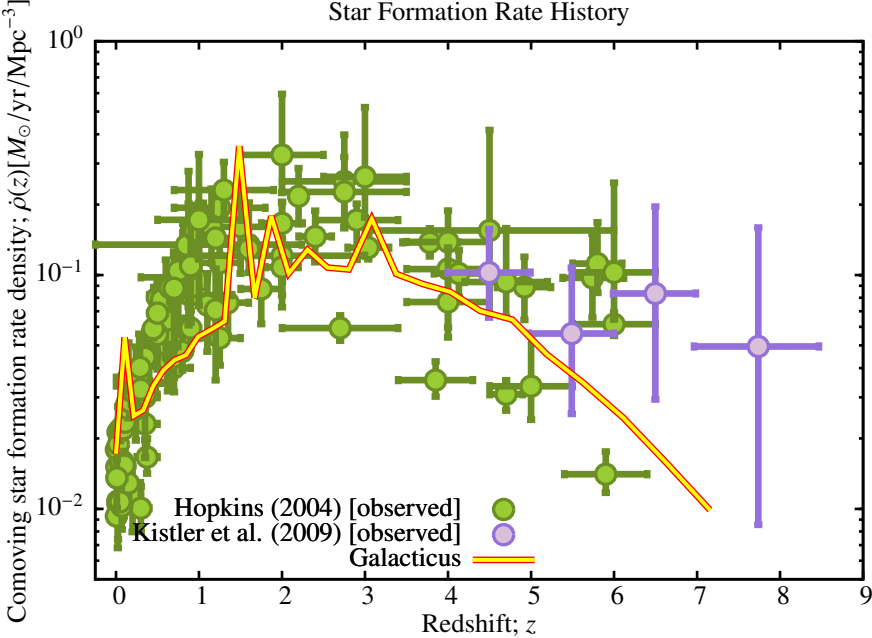 Star Formation Rate History
Comoving star formation rate density; ρ̇(z)[M⊙/yr/Mpc⁻³]
10⁰
10⁻¹
10⁻²
Hopkins (2004) [observed]
Kistler et al. (2009) [observed]
Galacticus
0 1 2 3 4 5 6 7 8 9
Redshift; z